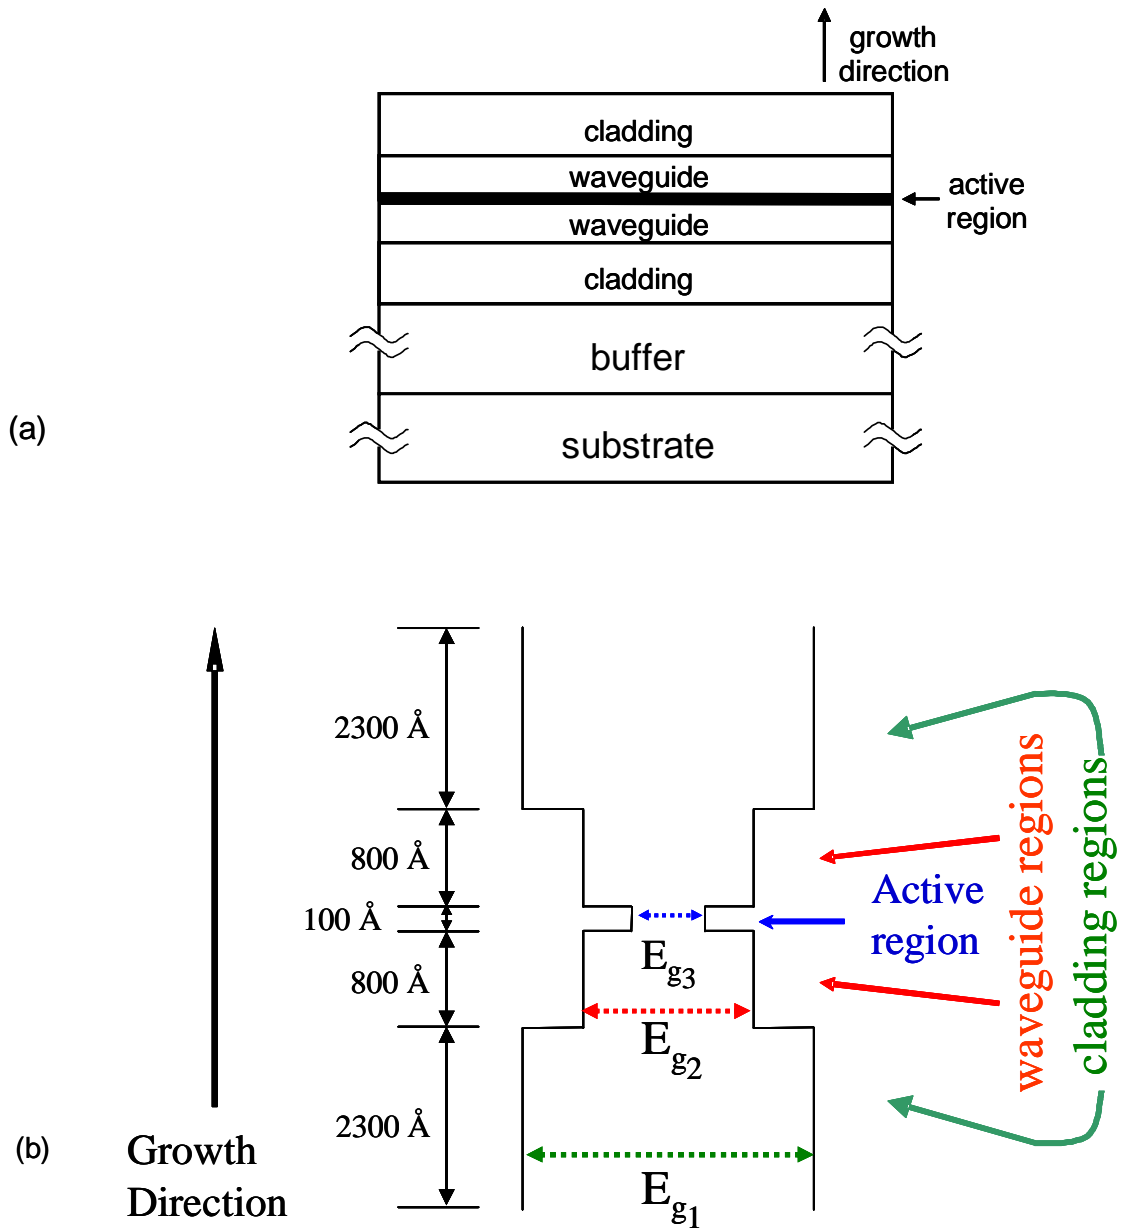 growth
direction
cladding
waveguide
active
region
waveguide
cladding
buffer
(a)
substrate
2300 Å
800 Å
100 Å
800 Å
2300 Å
E_g3
E_g2
E_g1
Active
region
waveguide regions
cladding regions
(b)
Growth
Direction